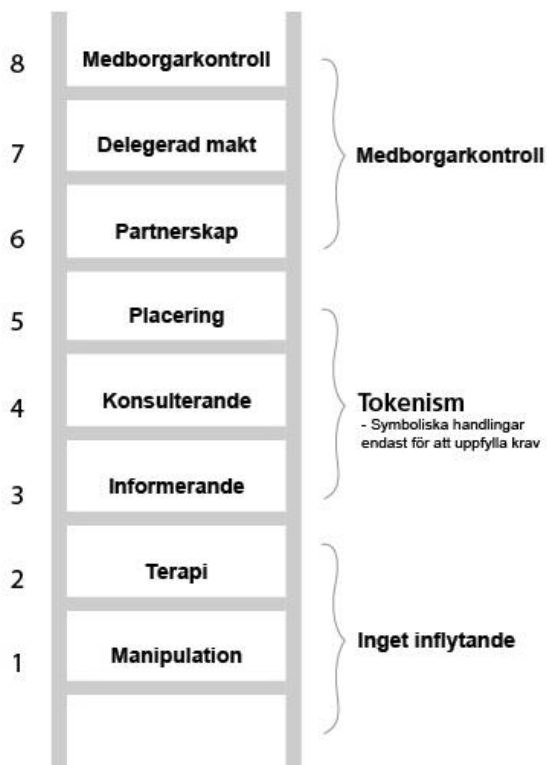 8 Medborgarkontroll
7 Delegerad makt
Medborgarkontroll
6 Partnerskap
5 Placering
4 Konsulterande
Tokenism
- Symboliska handlingar
endast för att uppfylla krav
3 Informerande
2 Terapi
Inget inflytande
1 Manipulation